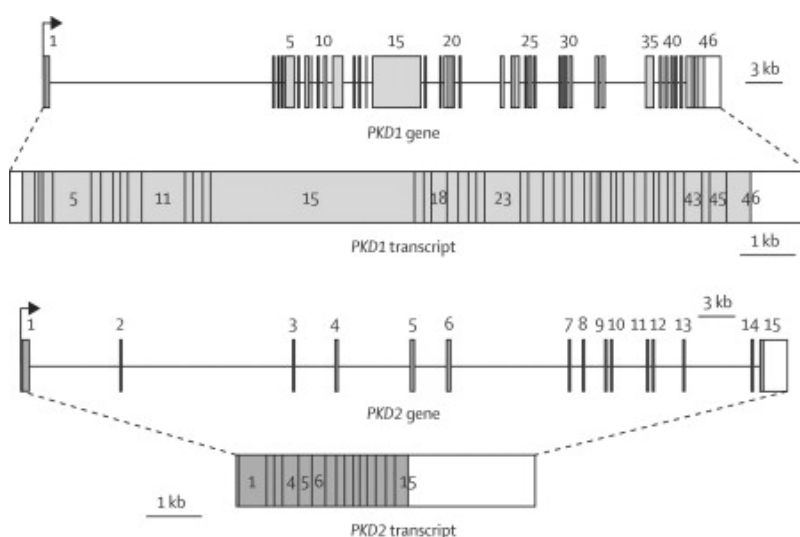 1 5 10 15 20 25 30 35 40 46
3 kb
PKD1 gene
5 11 15 18 23 43 45 46
PKD1 transcript
1 kb
3 kb
1 2 3 4 5 6 7 8 9 10 11 12 13 14 15
PKD2 gene
1 4 5 6 15
1 kb
PKD2 transcript